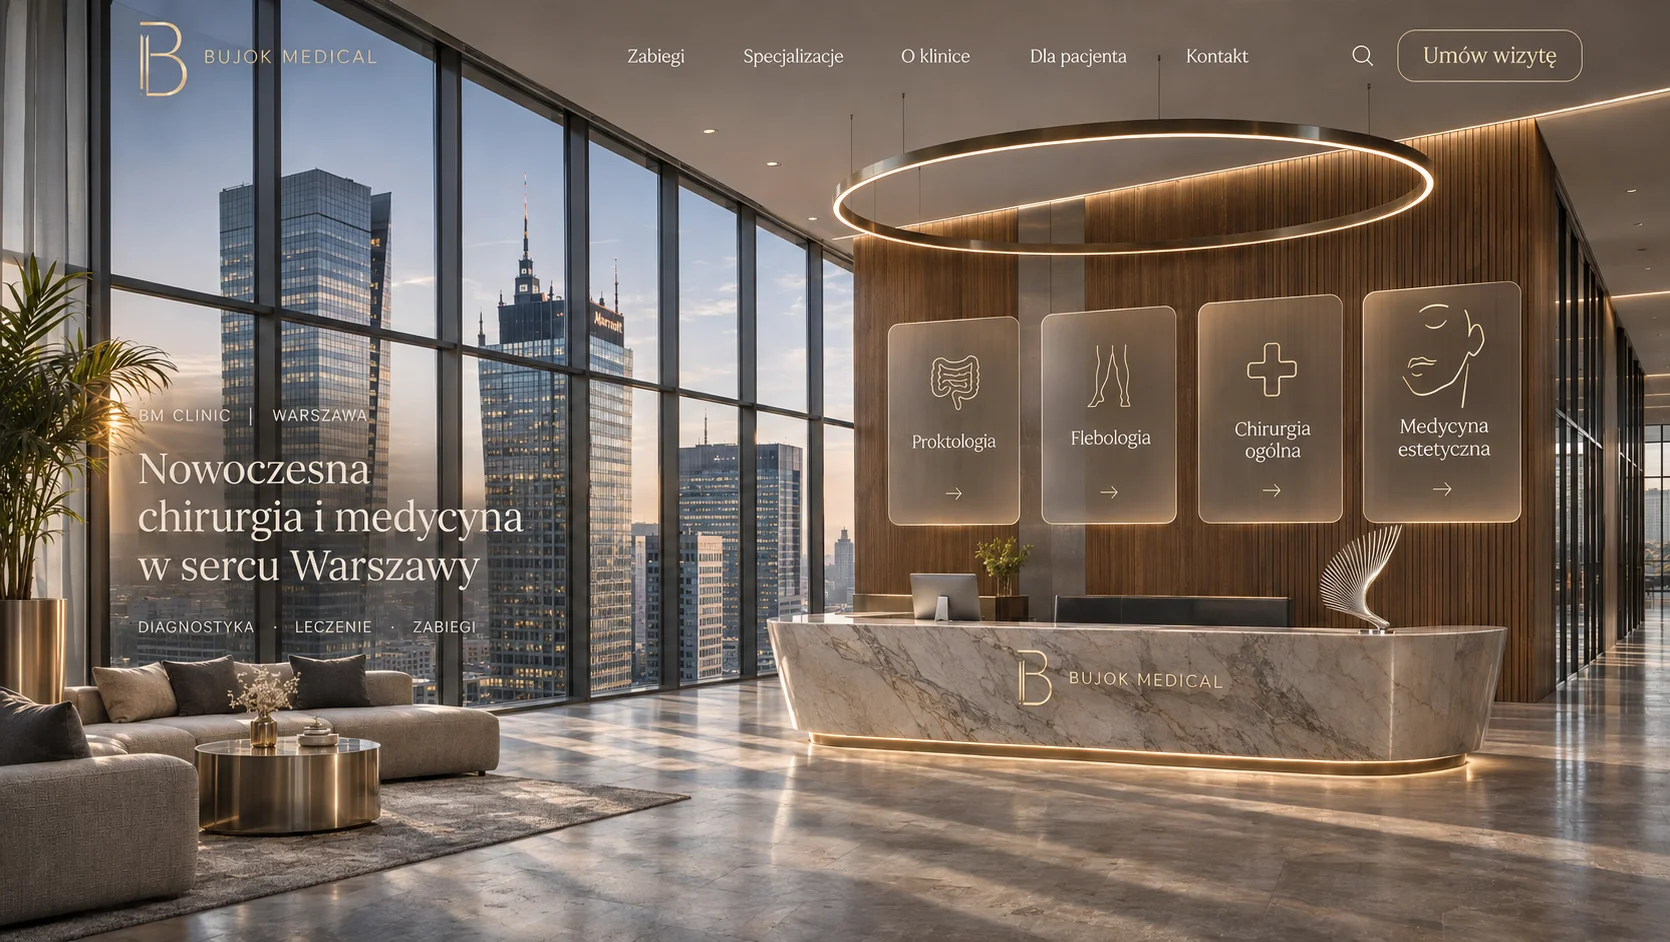 BUJOK MEDICAL
Zabiegi
Specjalizacje
O klinice
Dla pacjenta
Kontakt
Umów wizytę
Marriott
BM CLINIC | WARSZAWA
Nowoczesna
chirurgia i medycyna
w sercu Warszawy
DIAGNOSTYKA · LECZENIE · ZABIEGI
Proktologia
Flebologia
Chirurgia
ogólna
Medycyna
estetyczna
BUJOK MEDICAL